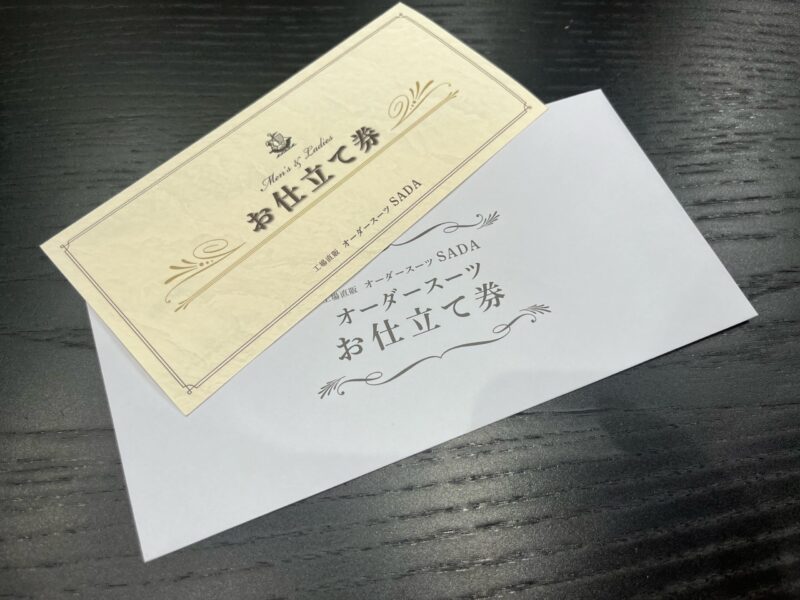 Men's & Ladies
お仕立て券
工場直販 オーダースーツ SADA
工場直販 オーダースーツ SADA
オーダースーツ
お仕立て券